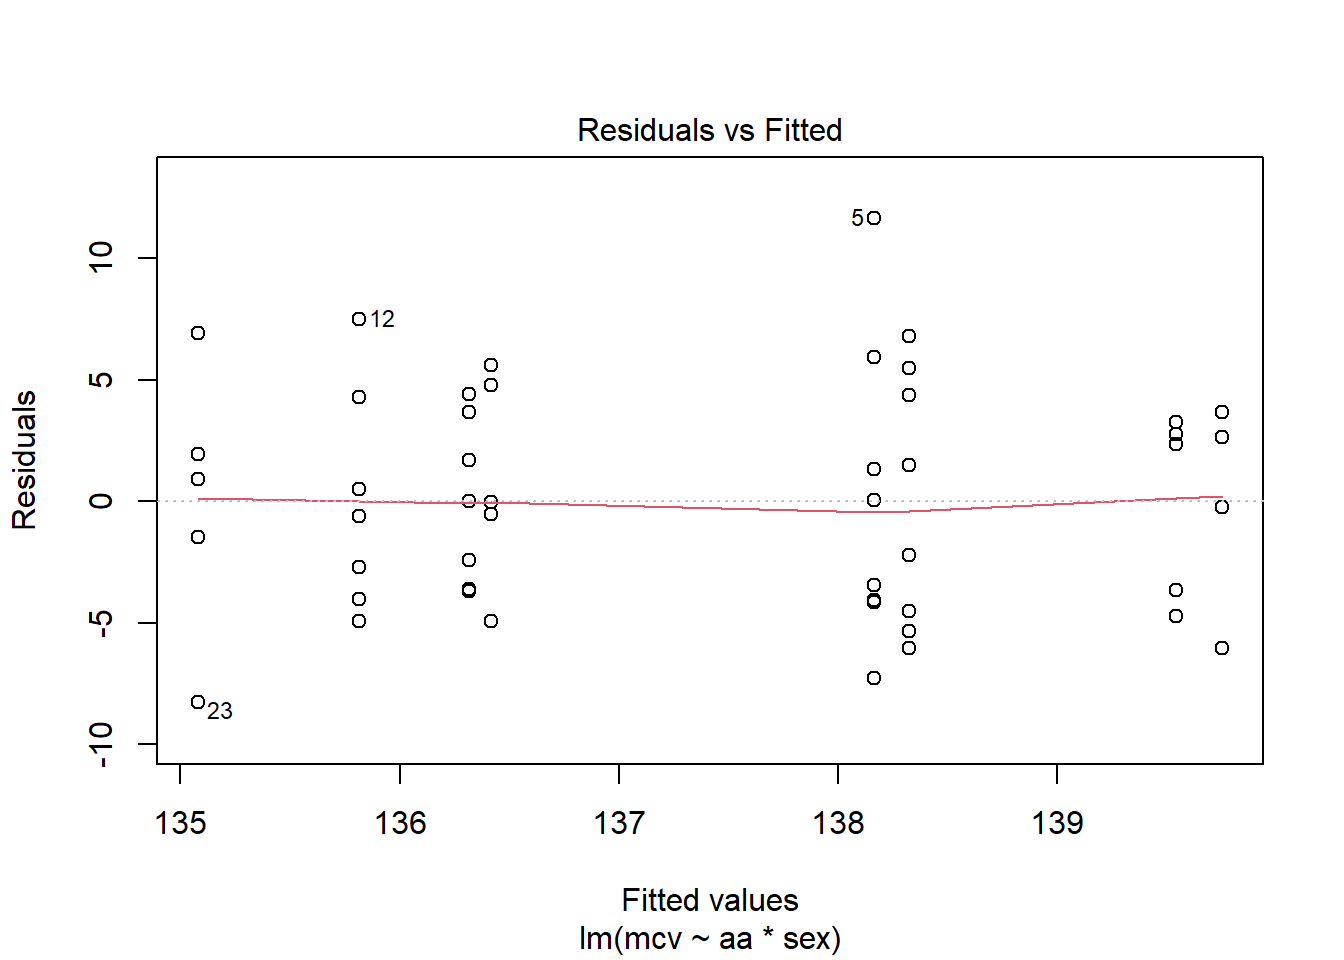 Residuals vs Fitted
Residuals
10
5
0
-5
-10
5
12
23
135 136 137 138 139
Fitted values
lm(mcv ~ aa * sex)